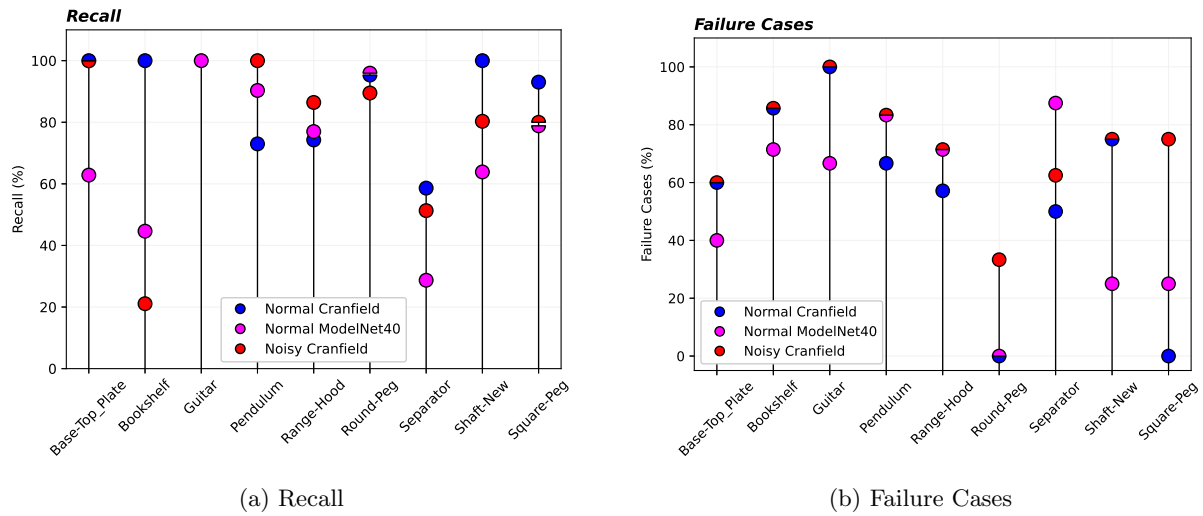 Recall
Recall (%)
100
80
60
40
20
0
Normal Cranfield
Normal ModelNet40
Noisy Cranfield
Base-Top_Plate
Bookshelf
Guitar
Pendulum
Range-Hood
Round-Peg
Separator
Shaft-New
Square-Peg
(a) Recall
Failure Cases
Failure Cases (%)
100
80
60
40
20
0
Normal Cranfield
Normal ModelNet40
Noisy Cranfield
Base-Top_Plate
Bookshelf
Guitar
Pendulum
Range-Hood
Round-Peg
Separator
Shaft-New
Square-Peg
(b) Failure Cases